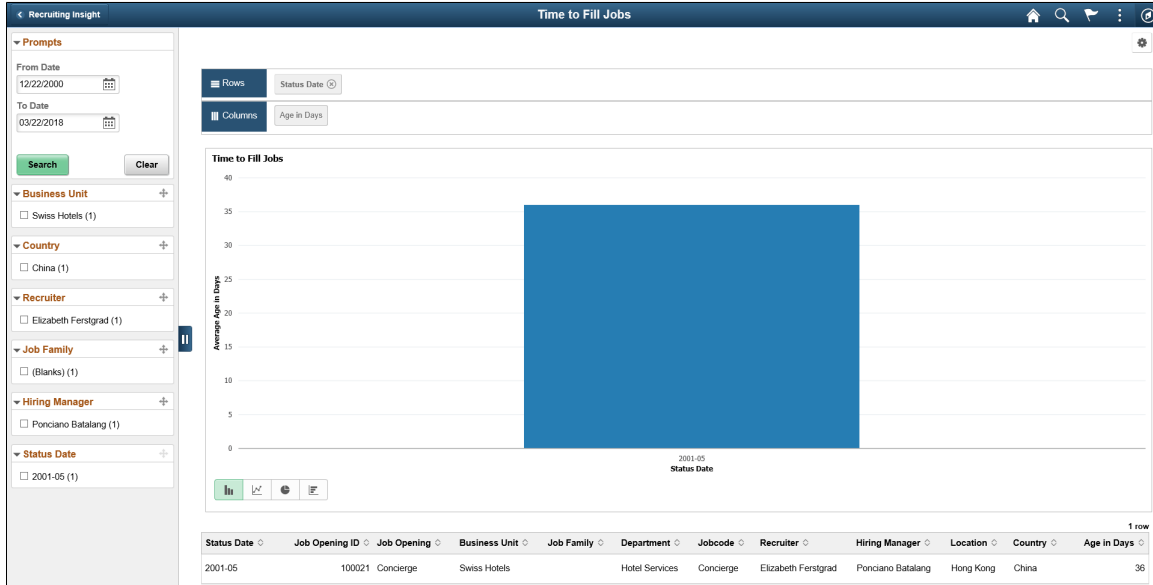 Recruiting Insight
Time to Fill Jobs
Prompts
From Date
12/22/2000
To Date
03/22/2018
Search Clear
Business Unit
Swiss Hotels (1)
Country
China (1)
Recruiter
Elizabeth Ferstgrad (1)
Job Family
(Blanks) (1)
Hiring Manager
Ponciano Batalang (1)
Status Date
2001-05 (1)
Rows Status Date
Columns Age in Days
Time to Fill Jobs
40
35
30
25
20
15
10
5
0
Average Age in Days
2001-05
Status Date
1 row
Status Date Job Opening ID Job Opening Business Unit Job Family Department Jobcode Recruiter Hiring Manager Location Country Age in Days
2001-05 100021 Concierge Swiss Hotels Hotel Services Concierge Elizabeth Ferstgrad Ponciano Batalang Hong Kong China 36